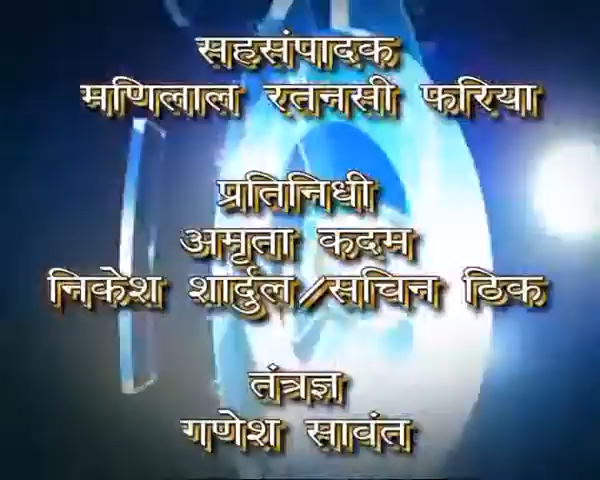 सहसंपादक
मणिलाल रतनसी फरिया
प्रतिनिधी
अमृता कदम
निकेश शार्दुल/सचिन ठिक
तंत्रज्ञ
गणेश सावंत